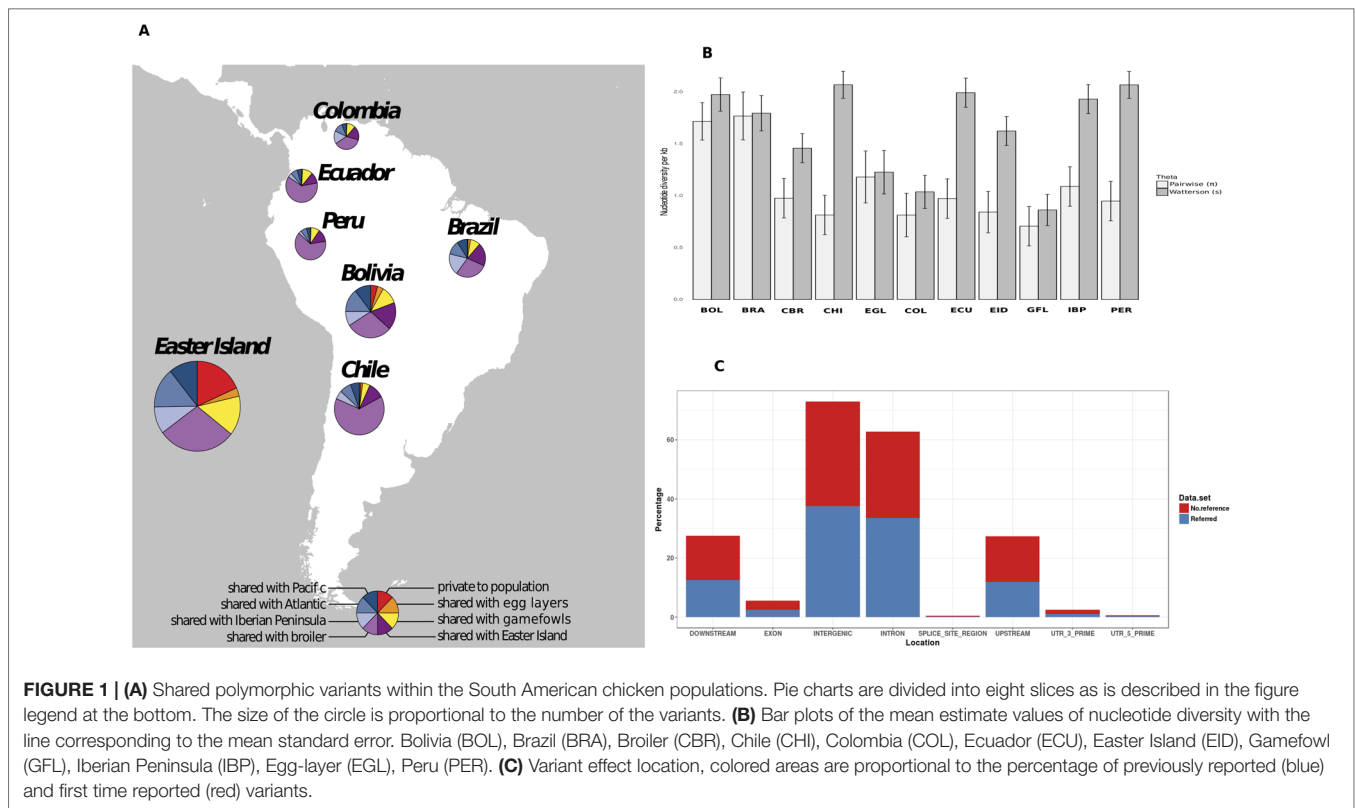 A
Colombia
Ecuador
Peru
Brazil
Bolivia
Easter Island
Chile
shared with Pacif c
private to population
shared with Atlantic
shared with egg layers
shared with Iberian Peninsula
shared with gamefowls
shared with broiler
shared with Easter Island
B
Nucleotide diversity per kb
2.0
1.5
1.0
0.5
0.0
BOL BRA CBR CHI EGL COL ECU EID GFL IBP PER
Theta
Pairwise (π)
Watterson (s)
C
Percentage
60
40
20
0
DOWNSTREAM EXON INTERGENIC INTRON SPLICE_SITE_REGION UPSTREAM UTR_3_PRIME UTR_5_PRIME
Location
Data.set
No.reference
Referred
FIGURE 1 | (A) Shared polymorphic variants within the South American chicken populations. Pie charts are divided into eight slices as is described in the figure
legend at the bottom. The size of the circle is proportional to the number of the variants. (B) Bar plots of the mean estimate values of nucleotide diversity with the
line corresponding to the mean standard error. Bolivia (BOL), Brazil (BRA), Broiler (CBR), Chile (CHI), Colombia (COL), Ecuador (ECU), Easter Island (EID), Gamefowl
(GFL), Iberian Peninsula (IBP), Egg-layer (EGL), Peru (PER). (C) Variant effect location, colored areas are proportional to the percentage of previously reported (blue)
and first time reported (red) variants.